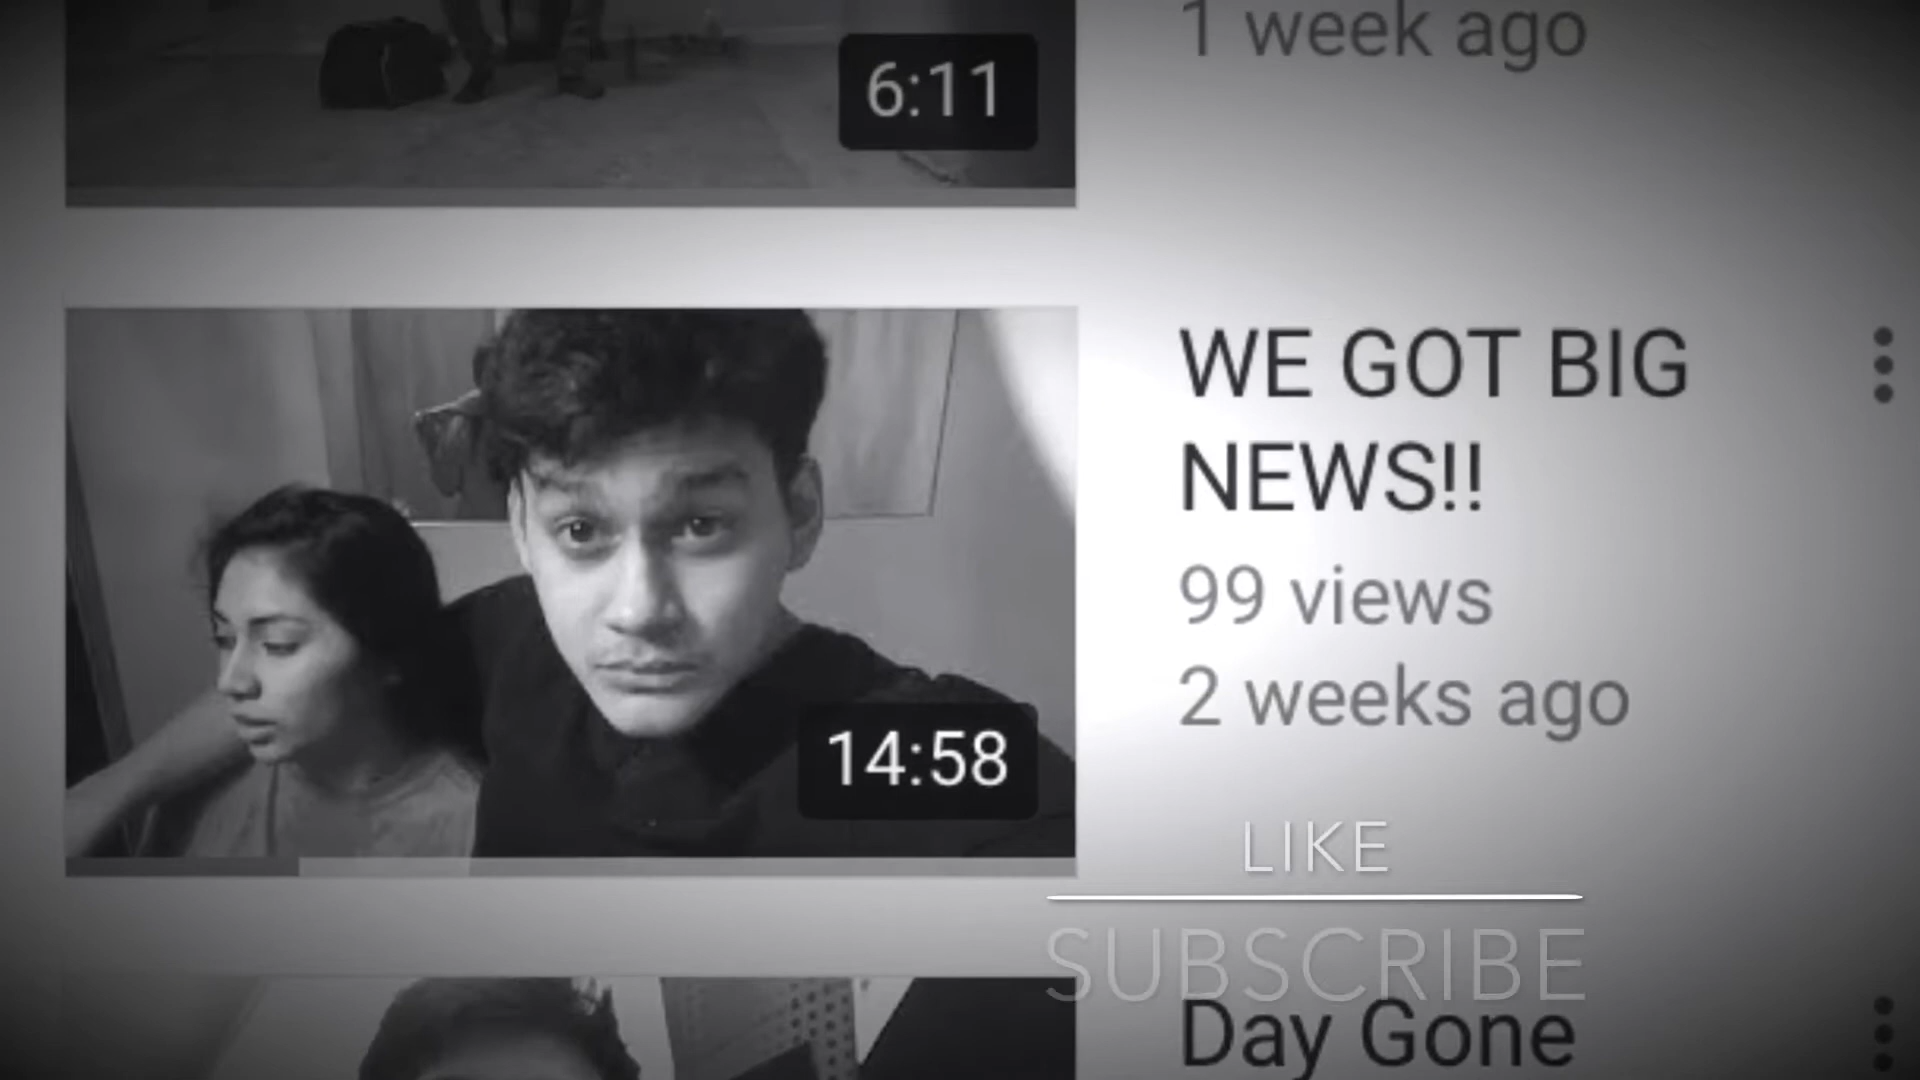 6:11
1 week ago
WE GOT BIG
NEWS!!
99 views
2 weeks ago
14:58
LIKE
SUBSCRIBE
Day Gone